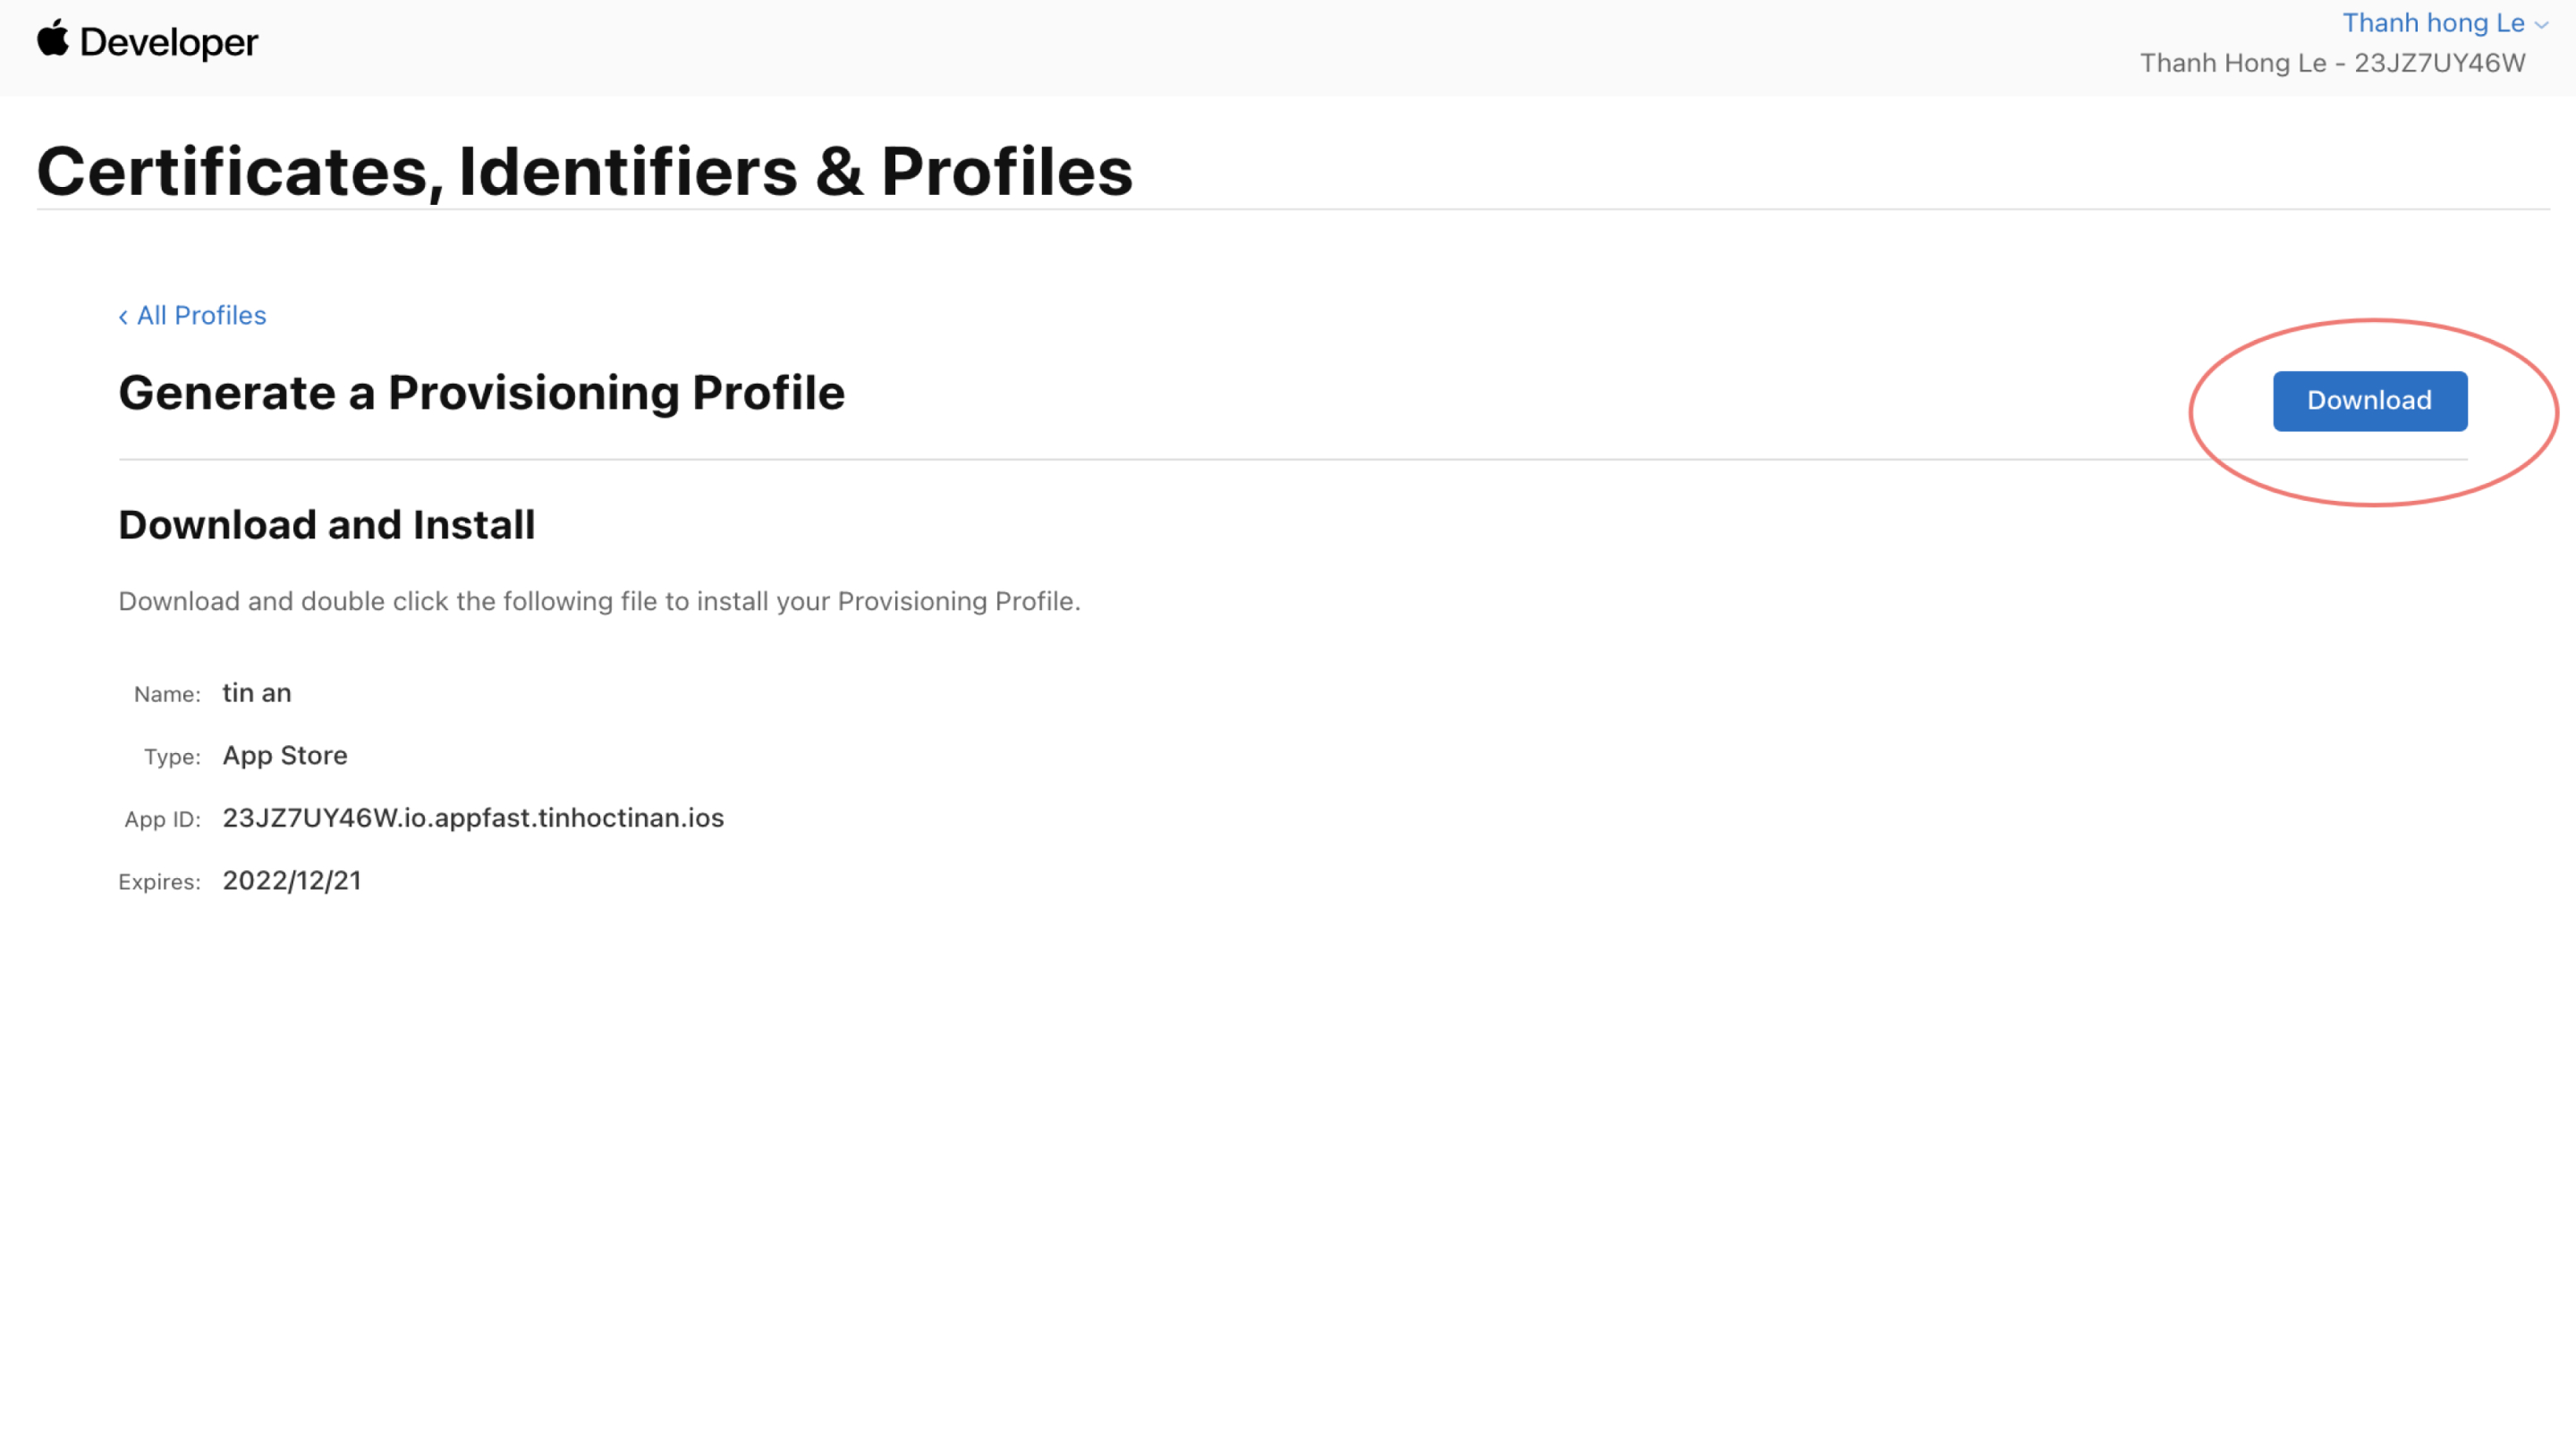 Developer
Thanh hong Le
Thanh Hong Le - 23JZ7UY46W
Certificates, Identifiers & Profiles
‹ All Profiles
Generate a Provisioning Profile
Download
Download and Install
Download and double click the following file to install your Provisioning Profile.
Name: tin an
Type: App Store
App ID: 23JZ7UY46W.io.appfast.tinhoctinan.ios
Expires: 2022/12/21